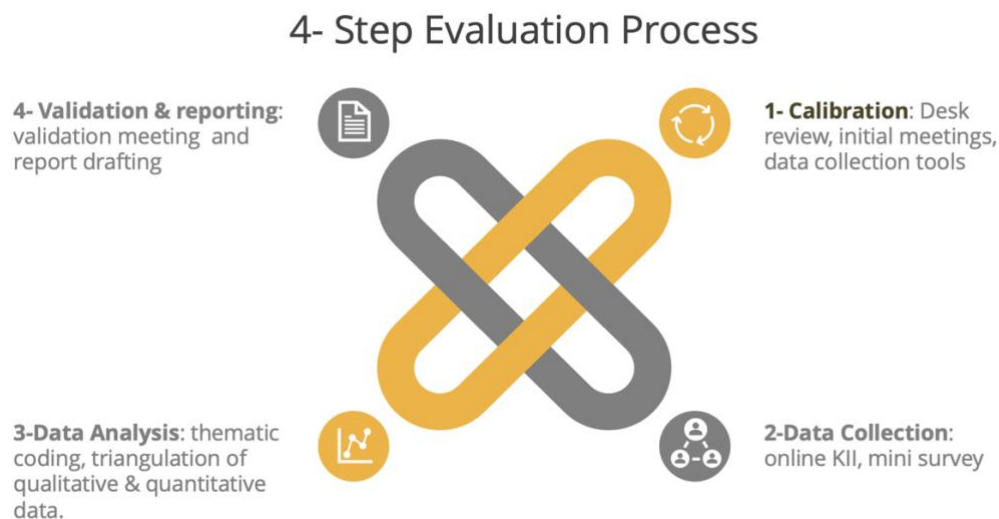 4- Step Evaluation Process
4- Validation & reporting:
validation meeting and
report drafting
1- Calibration: Desk
review, initial meetings,
data collection tools
3-Data Analysis: thematic
coding, triangulation of
qualitative & quantitative
data.
2-Data Collection:
online KII, mini survey